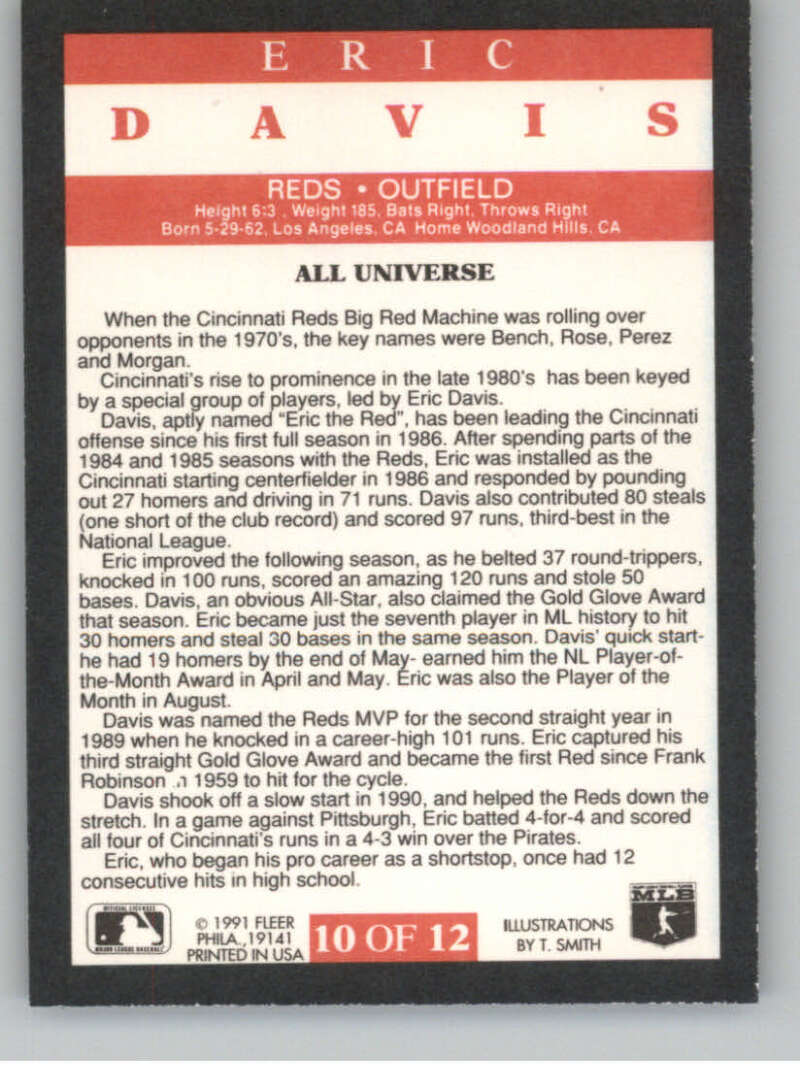 ERIC
DAVIS
REDS • OUTFIELD
Height 6:3 . Weight 185, Bats Right, Throws Right
Born 5-29-62, Los Angeles, CA Home Woodland Hills, CA
ALL UNIVERSE
When the Cincinnati Reds Big Red Machine was rolling over
opponents in the 1970's, the key names were Bench, Rose, Perez
and Morgan.
Cincinnati's rise to prominence in the late 1980's has been keyed
by a special group of players, led by Eric Davis.
Davis, aptly named "Eric the Red", has been leading the Cincinnati
offense since his first full season in 1986. After spending parts of the
1984 and 1985 seasons with the Reds, Eric was installed as the
Cincinnati starting centerfielder in 1986 and responded by pounding
out 27 homers and driving in 71 runs. Davis also contributed 80 steals
(one short of the club record) and scored 97 runs, third-best in the
National League.
Eric improved the following season, as he belted 37 round-trippers,
knocked in 100 runs, scored an amazing 120 runs and stole 50
bases. Davis, an obvious All-Star, also claimed the Gold Glove Award
that season. Eric became just the seventh player in ML history to hit
30 homers and steal 30 bases in the same season. Davis' quick start-
he had 19 homers by the end of May- earned him the NL Player-of-
the-Month Award in April and May. Eric was also the Player of the
Month in August.
Davis was named the Reds MVP for the second straight year in
1989 when he knocked in a career-high 101 runs. Eric captured his
third straight Gold Glove Award and became the first Red since Frank
Robinson 1959 to hit for the cycle.
Davis shook off a slow start in 1990, and helped the Reds down the
stretch. In a game against Pittsburgh, Eric batted 4-for-4 and scored
all four of Cincinnati's runs in a 4-3 win over the Pirates.
Eric, who began his pro career as a shortstop, once had 12
consecutive hits in high school.
OFFICIAL LICENSEE
MAJOR LEAGUE BASEBALL
© 1991 FLEER
PHILA.,19141
PRINTED IN USA
10 OF 12
ILLUSTRATIONS
BY T. SMITH
MLB